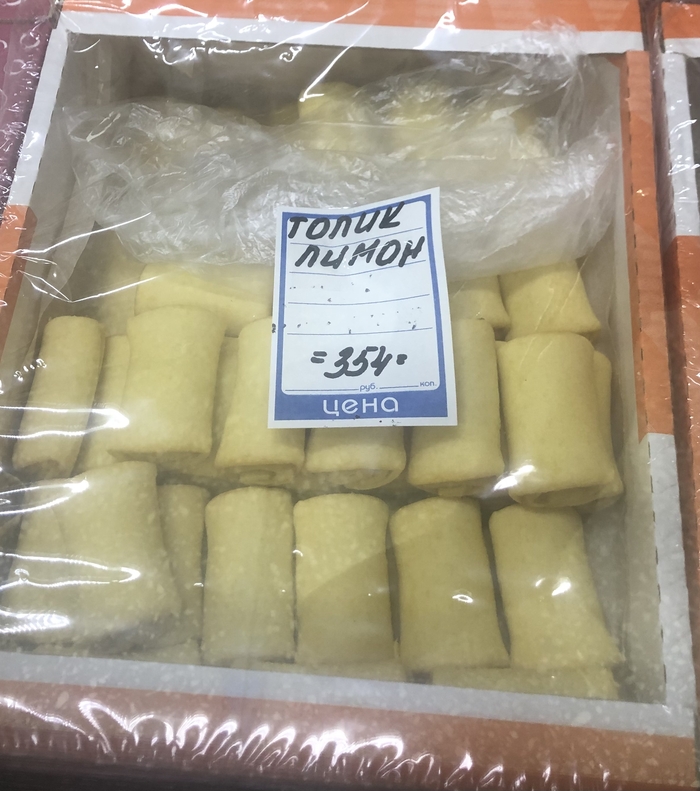 ТОПИК
ЛИМОН
=354=
руб. коп.
цена